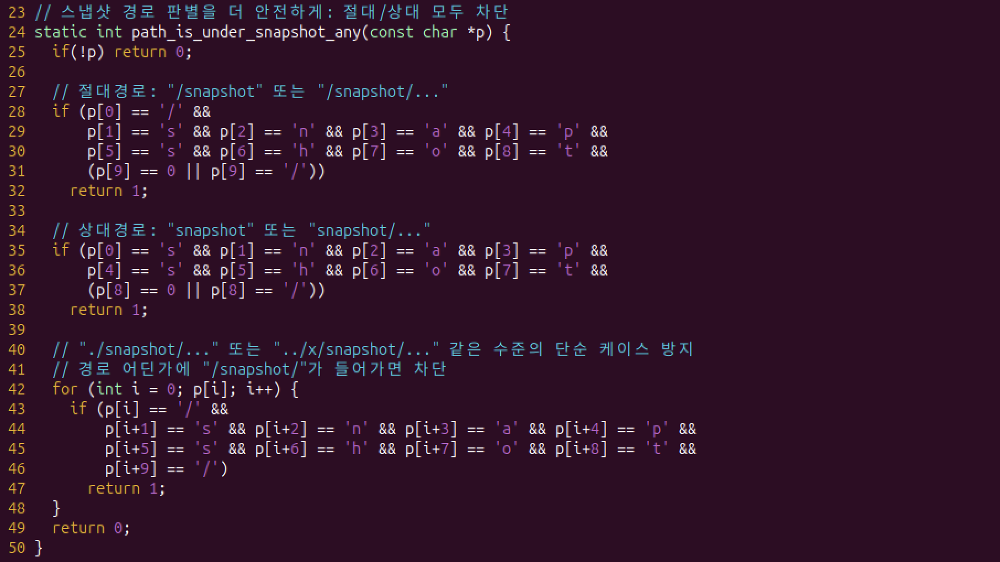 23 // 스냅샷 경로 판별을 더 안전하게: 절대/상대 모두 차단
24 static int path_is_under_snapshot_any(const char *p) {
25   if(!p) return 0;
26
27   // 절대경로: "/snapshot" 또는 "/snapshot/..."
28   if (p[0] == '/' &&
29       p[1] == 's' && p[2] == 'n' && p[3] == 'a' && p[4] == 'p' &&
30       p[5] == 's' && p[6] == 'h' && p[7] == 'o' && p[8] == 't' &&
31       (p[9] == 0 || p[9] == '/'))
32     return 1;
33
34   // 상대경로: "snapshot" 또는 "snapshot/..."
35   if (p[0] == 's' && p[1] == 'n' && p[2] == 'a' && p[3] == 'p' &&
36       p[4] == 's' && p[5] == 'h' && p[6] == 'o' && p[7] == 't' &&
37       (p[8] == 0 || p[8] == '/'))
38     return 1;
39
40   // "./snapshot/..." 또는 "../x/snapshot/..." 같은 수준의 단순 케이스 방지
41   // 경로 어딘가에 "/snapshot/"가 들어가면 차단
42   for (int i = 0; p[i]; i++) {
43     if (p[i] == '/' &&
44         p[i+1] == 's' && p[i+2] == 'n' && p[i+3] == 'a' && p[i+4] == 'p' &&
45         p[i+5] == 's' && p[i+6] == 'h' && p[i+7] == 'o' && p[i+8] == 't' &&
46         p[i+9] == '/')
47       return 1;
48   }
49   return 0;
50 }